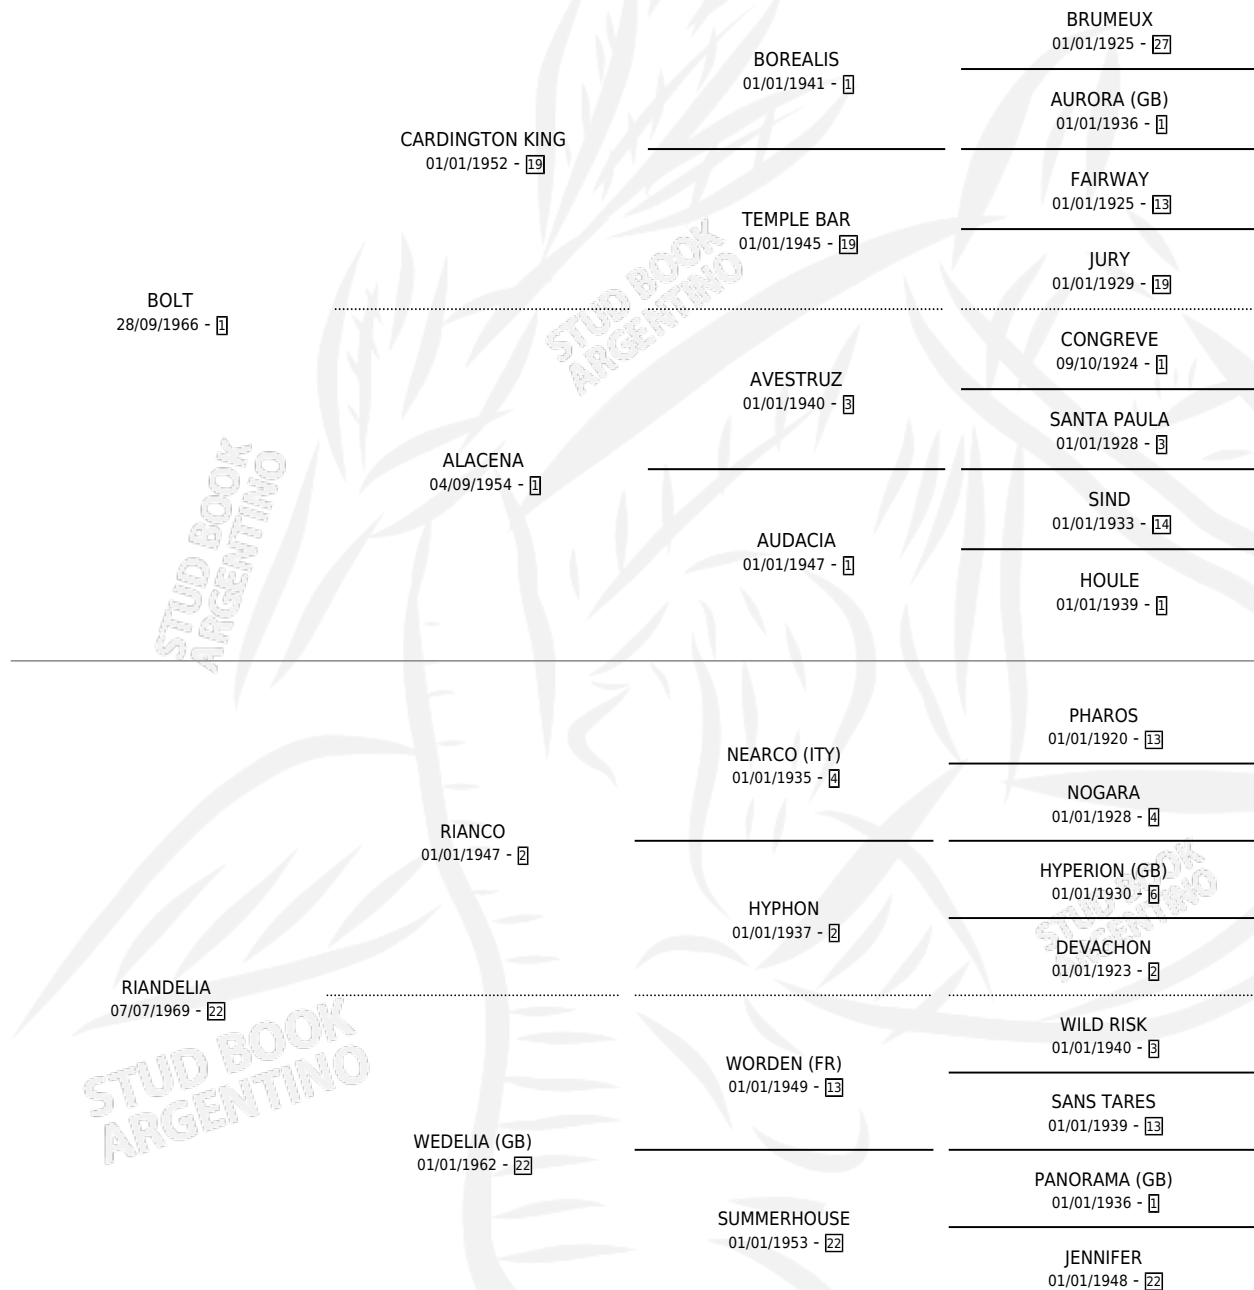 BRUMEUX
01/01/1925 - 27
BOREALIS
01/01/1941 - 1
AURORA (GB)
01/01/1936 - 1
CARDINGTON KING
01/01/1952 - 19
FAIRWAY
01/01/1925 - 13
TEMPLE BAR
01/01/1945 - 19
JURY
01/01/1929 - 19
BOLT
28/09/1966 - 1
CONGREVE
09/10/1924 - 1
AVESTRUZ
01/01/1940 - 3
SANTA PAULA
01/01/1928 - 3
ALACENA
04/09/1954 - 1
SIND
01/01/1933 - 14
AUDACIA
01/01/1947 - 1
HOULE
01/01/1939 - 1
PHAROS
01/01/1920 - 13
NEARCO (ITY)
01/01/1935 - 4
NOGARA
01/01/1928 - 4
RIANCO
01/01/1947 - 2
HYPERION (GB)
01/01/1930 - 6
HYPHON
01/01/1937 - 2
DEVACHON
01/01/1923 - 2
RIANDELIA
07/07/1969 - 22
WILD RISK
01/01/1940 - 3
WORDEN (FR)
01/01/1949 - 13
SANS TARES
01/01/1939 - 13
WEDELIA (GB)
01/01/1962 - 22
PANORAMA (GB)
01/01/1936 - 1
SUMMERHOUSE
01/01/1953 - 22
JENNIFER
01/01/1948 - 22
STUD BOOK
ARGENTINO
STUD BOOK
ARGENTINO
STUD BOOK
ARGENTINO
STUD BOOK
ARGENTINO